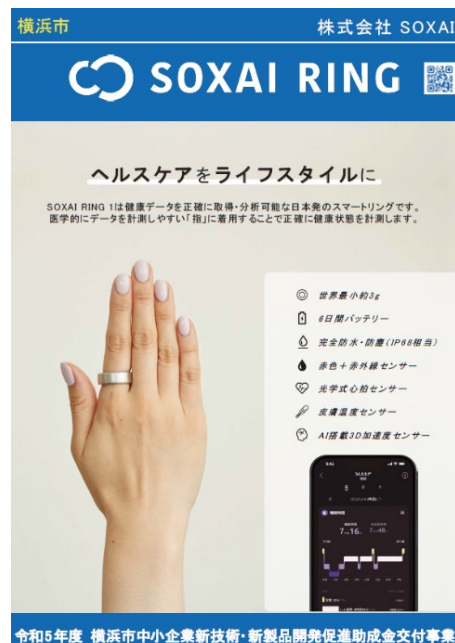 横浜市
株式会社 SOXAI
SOXAI RING
ヘルスケアをライフスタイルに
SOXAI RING 1は健康データを正確に取得・分析可能な日本発のスマートリングです。
医学的にデータを計測しやすい「指」に着用することで正確に健康状態を計測します。
世界最小約3g
6日間バッテリー
完全防水・防塵(IP68相当)
赤色+赤外線センサー
光学式心拍センサー
皮膚温度センサー
AI搭載3D加速度センサー
9:41
令和5年度 横浜市中小企業新技術・新製品開発促進助成金交付事業